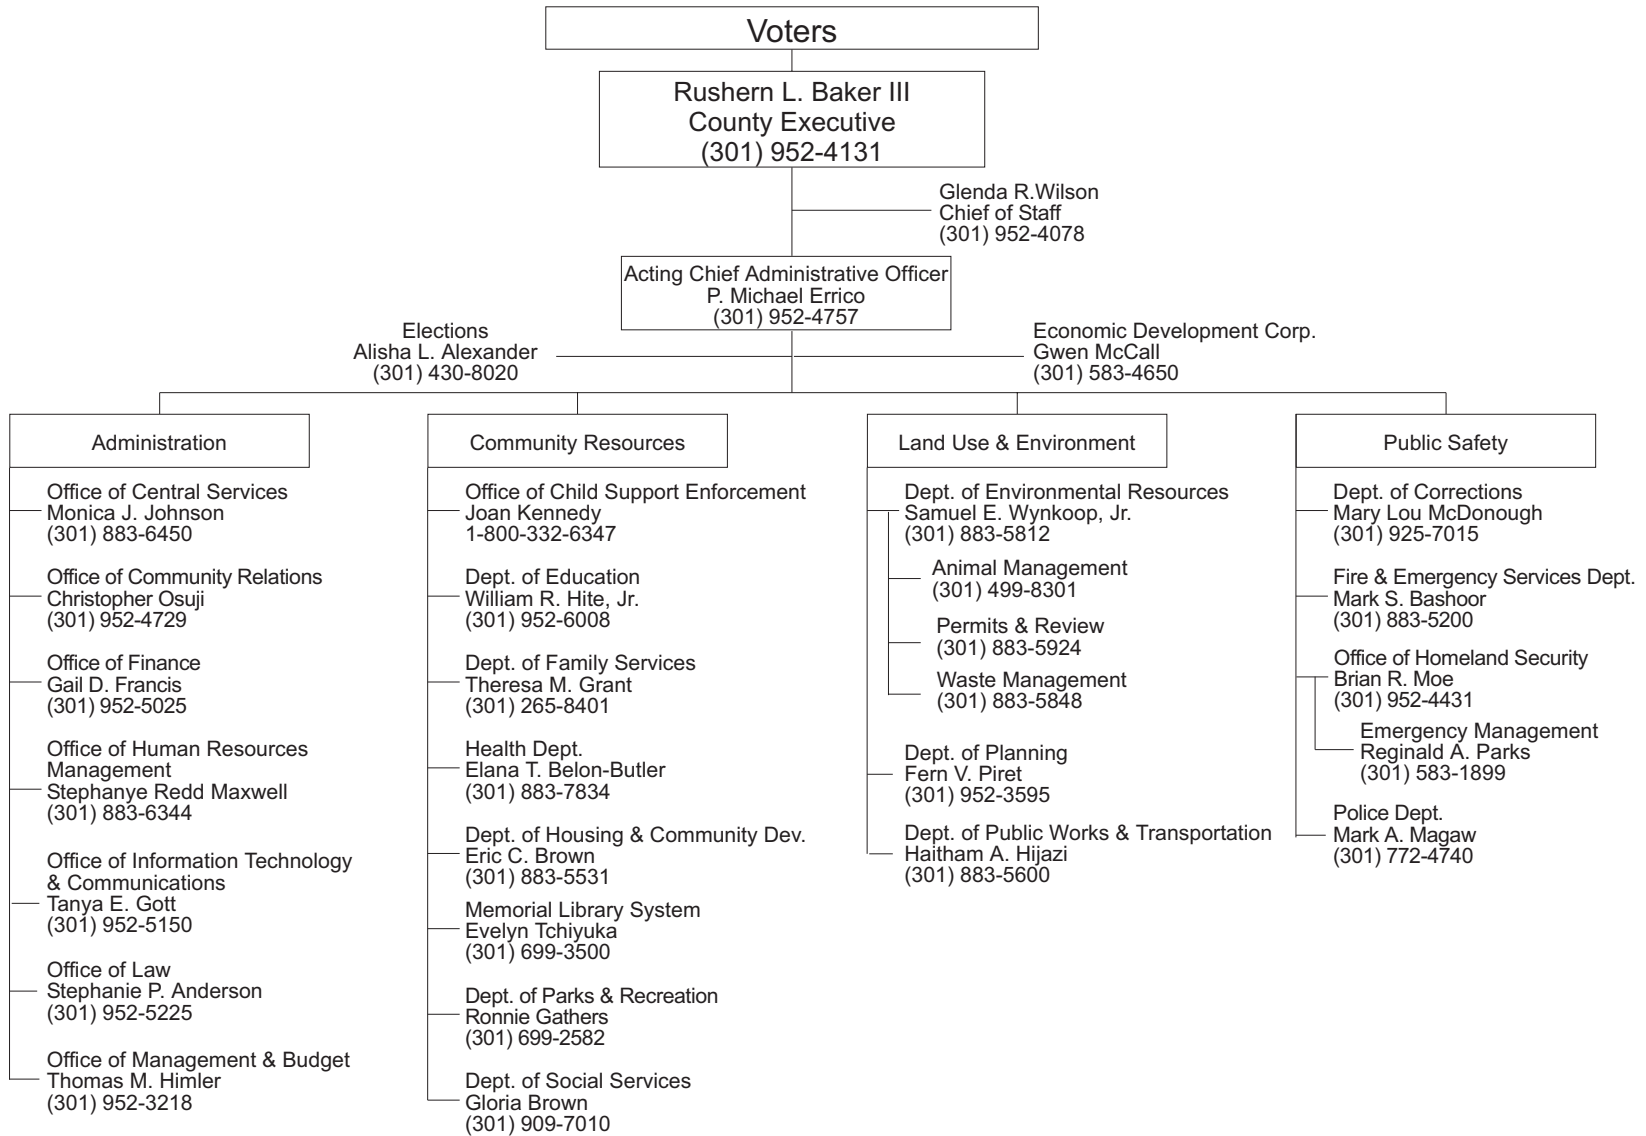 Voters
Rushern L. Baker III
County Executive
(301) 952-4131
Glenda R.Wilson
Chief of Staff
(301) 952-4078
Acting Chief Administrative Officer
P. Michael Errico
(301) 952-4757
Elections
Alisha L. Alexander
(301) 430-8020
Economic Development Corp.
Gwen McCall
(301) 583-4650
Administration
Office of Central Services
Monica J. Johnson
(301) 883-6450
Office of Community Relations
Christopher Osuji
(301) 952-4729
Office of Finance
Gail D. Francis
(301) 952-5025
Office of Human Resources
Management
Stephanye Redd Maxwell
(301) 883-6344
Office of Information Technology
& Communications
Tanya E. Gott
(301) 952-5150
Office of Law
Stephanie P. Anderson
(301) 952-5225
Office of Management & Budget
Thomas M. Himler
(301) 952-3218
Community Resources
Office of Child Support Enforcement
Joan Kennedy
1-800-332-6347
Dept. of Education
William R. Hite, Jr.
(301) 952-6008
Dept. of Family Services
Theresa M. Grant
(301) 265-8401
Health Dept.
Elana T. Belon-Butler
(301) 883-7834
Dept. of Housing & Community Dev.
Eric C. Brown
(301) 883-5531
Memorial Library System
Evelyn Tchiyuka
(301) 699-3500
Dept. of Parks & Recreation
Ronnie Gathers
(301) 699-2582
Dept. of Social Services
Gloria Brown
(301) 909-7010
Land Use & Environment
Dept. of Environmental Resources
Samuel E. Wynkoop, Jr.
(301) 883-5812
Animal Management
(301) 499-8301
Permits & Review
(301) 883-5924
Waste Management
(301) 883-5848
Dept. of Planning
Fern V. Piret
(301) 952-3595
Dept. of Public Works & Transportation
Haitham A. Hijazi
(301) 883-5600
Public Safety
Dept. of Corrections
Mary Lou McDonough
(301) 925-7015
Fire & Emergency Services Dept.
Mark S. Bashoor
(301) 883-5200
Office of Homeland Security
Brian R. Moe
(301) 952-4431
Emergency Management
Reginald A. Parks
(301) 583-1899
Police Dept.
Mark A. Magaw
(301) 772-4740